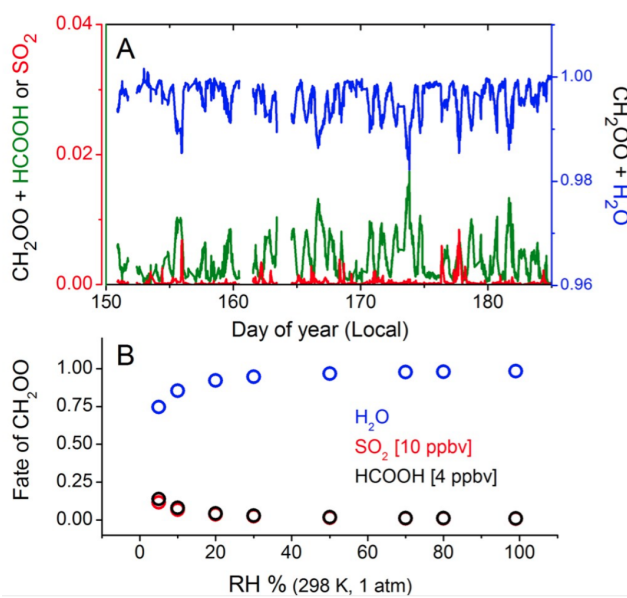 A
CH₂OO + HCOOH or SO₂
0.04
0.02
0.00
1.00
0.98
0.96
CH₂OO + H₂O
150 160 170 180
Day of year (Local)
B
Fate of CH₂OO
1.00
0.75
0.50
0.25
0.00
H₂O
SO₂ [10 ppbv]
HCOOH [4 ppbv]
0 20 40 60 80 100
RH % (298 K, 1 atm)